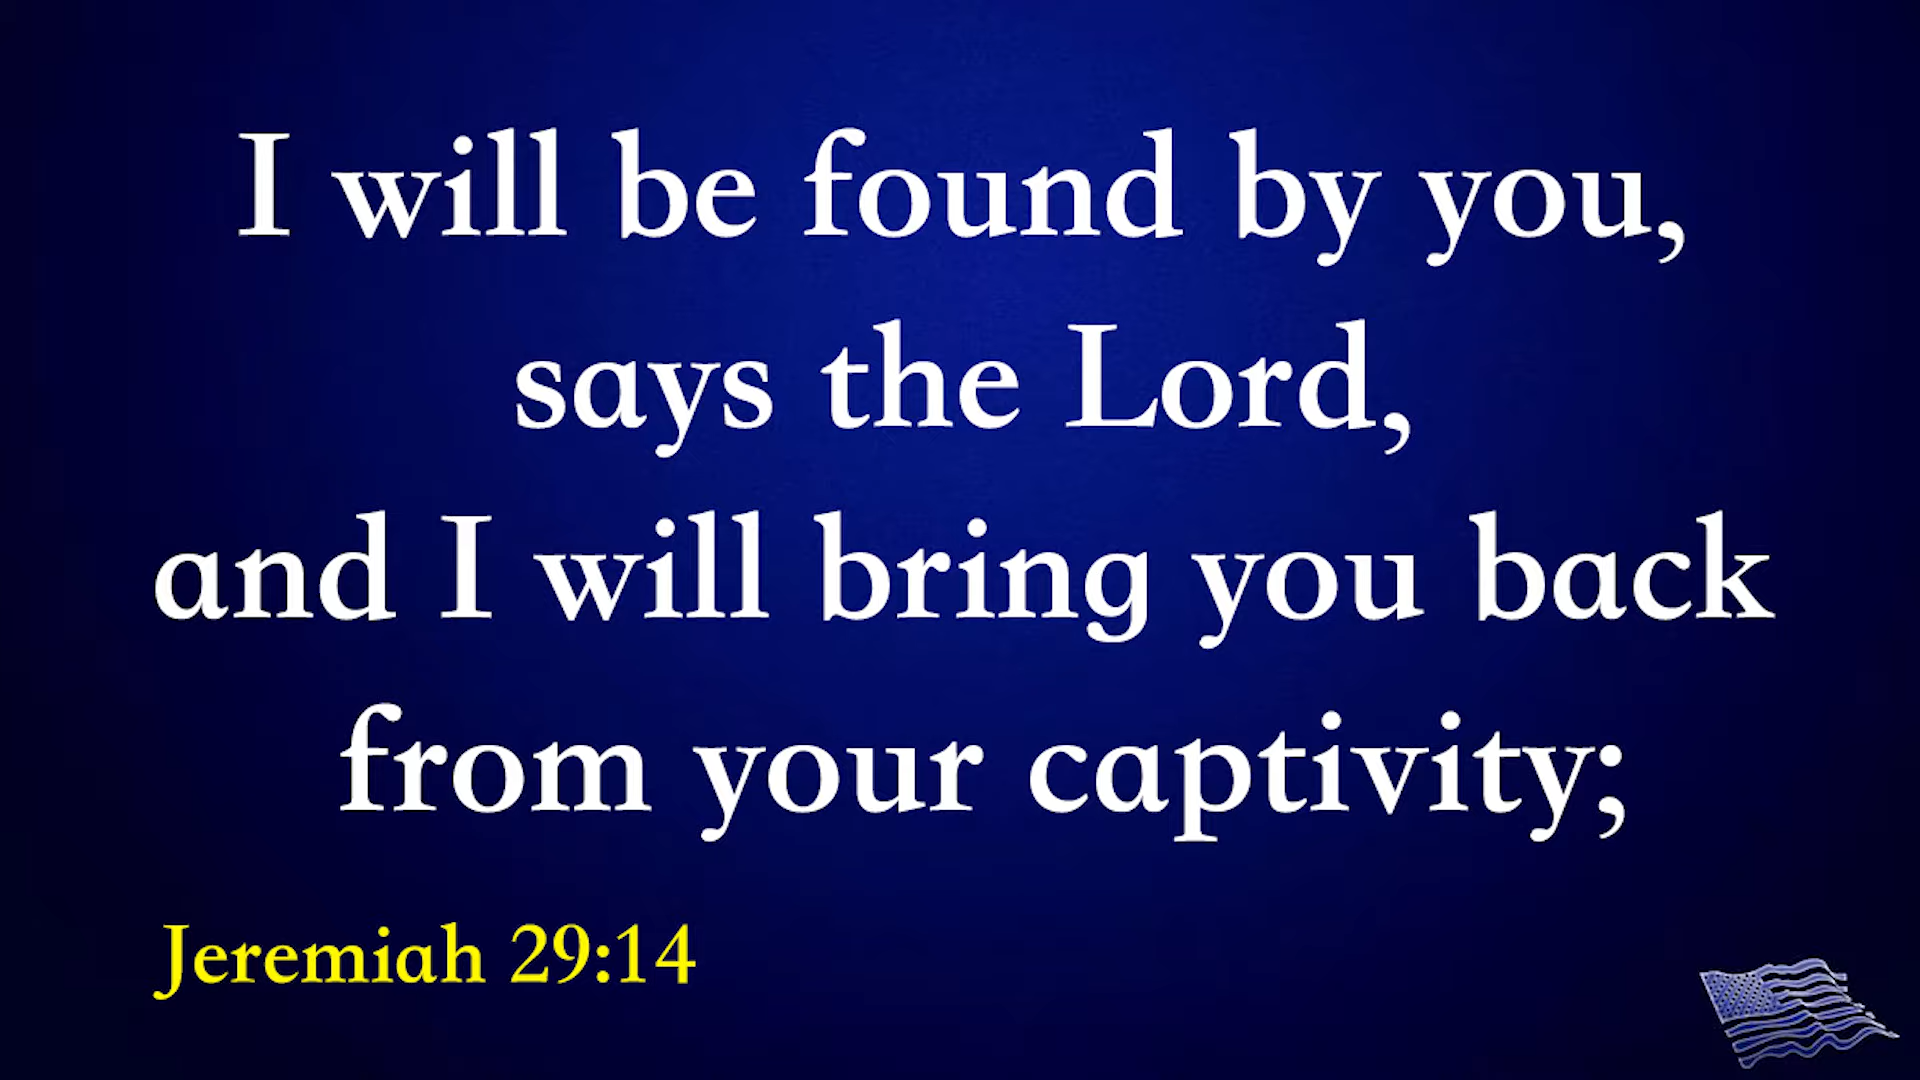 I will be found by you,
says the Lord,
and I will bring you back
from your captivity;
Jeremiah 29:14